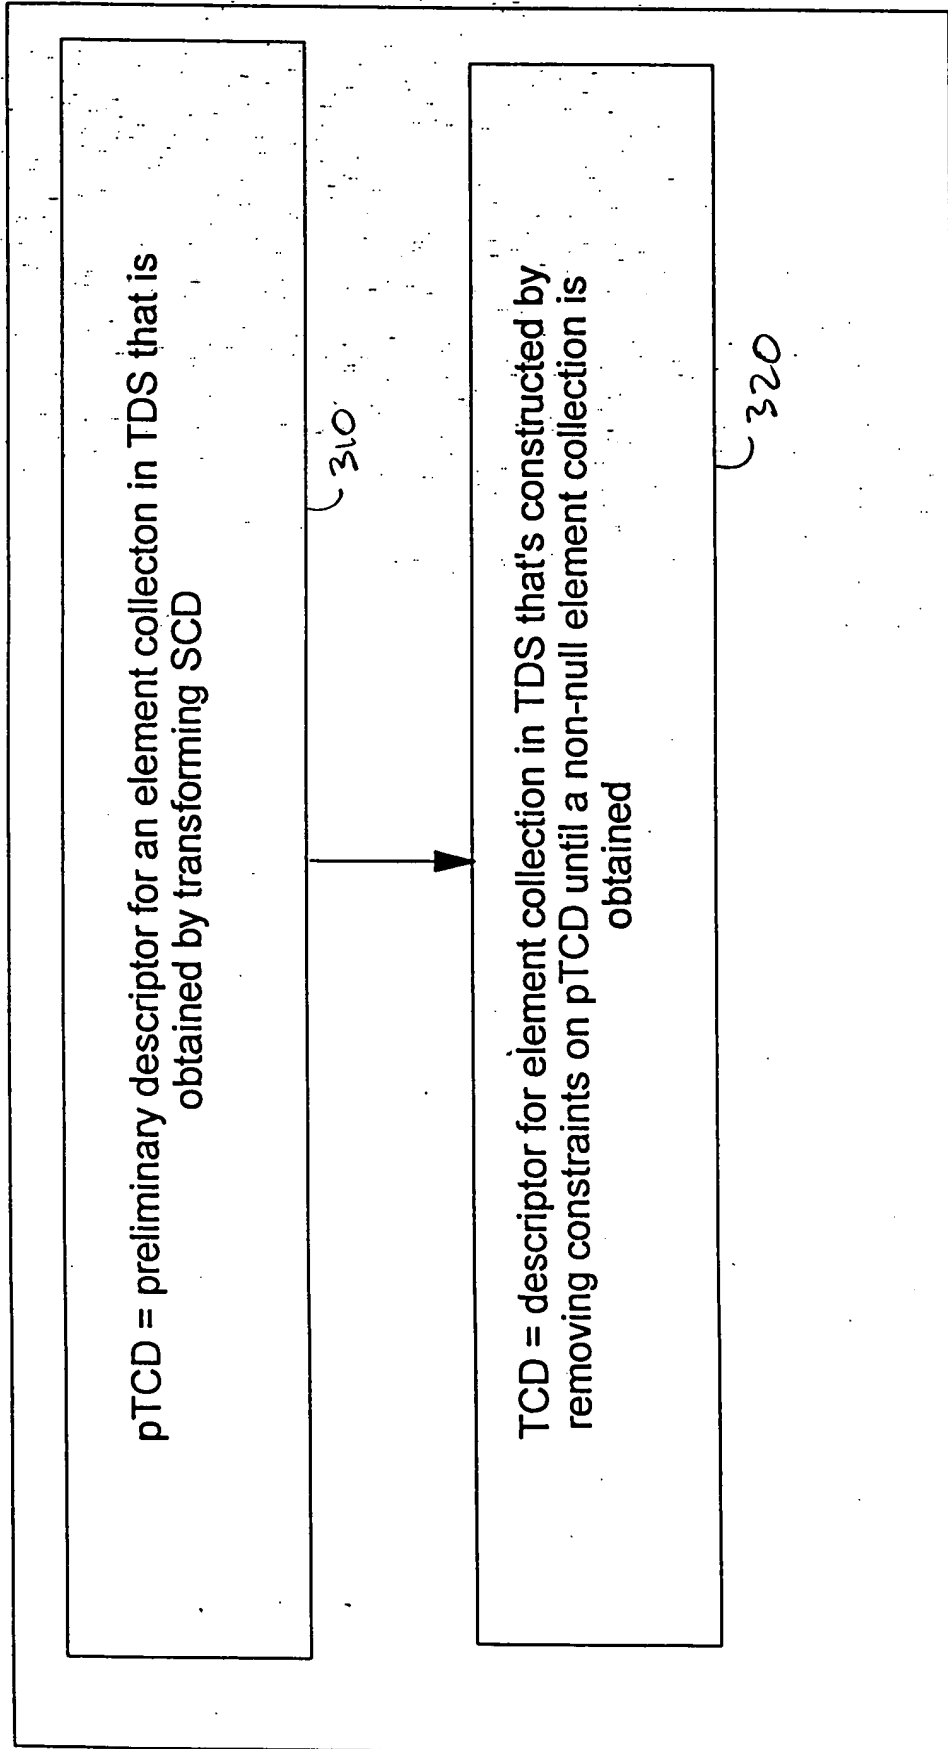 pTCD = preliminary descriptor for an element collecton in TDS that is
obtained by transforming SCD
310
TCD = descriptor for element collection in TDS that's constructed by
removing constraints on pTCD until a non-null element collection is
obtained
320